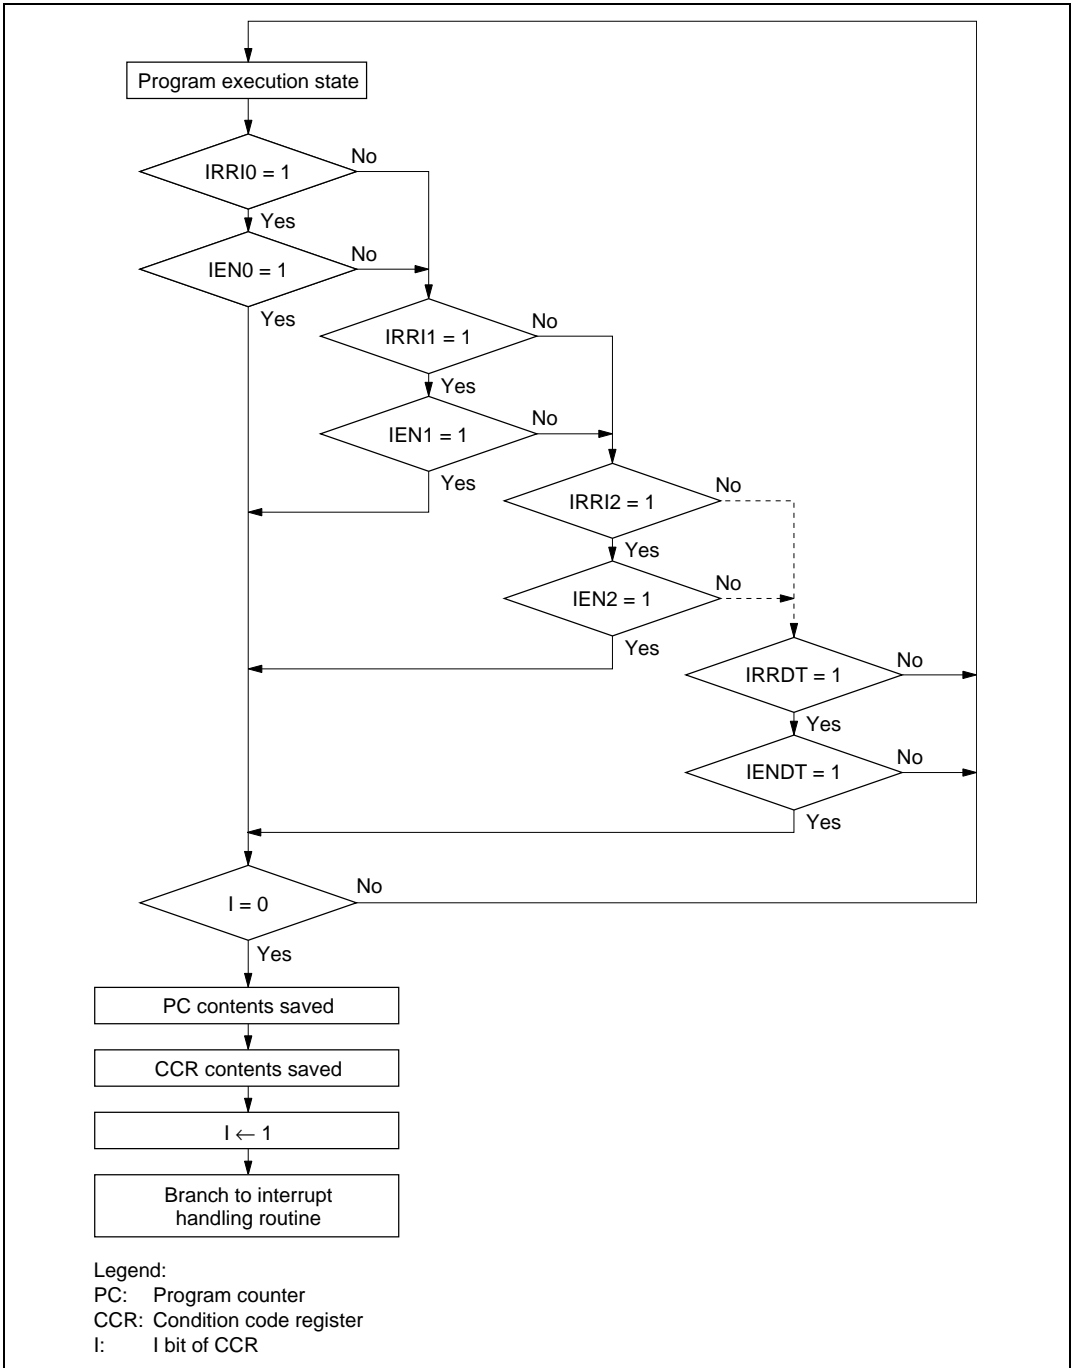 Program execution state
IRRI0 = 1
No
Yes
IEN0 = 1
No
Yes
IRRI1 = 1
No
Yes
IEN1 = 1
No
Yes
IRRI2 = 1
No
Yes
IEN2 = 1
No
Yes
IRRDT = 1
No
Yes
IENDT = 1
No
Yes
I = 0
No
Yes
PC contents saved
CCR contents saved
I ← 1
Branch to interrupt
handling routine
Legend:
PC: Program counter
CCR: Condition code register
I: I bit of CCR